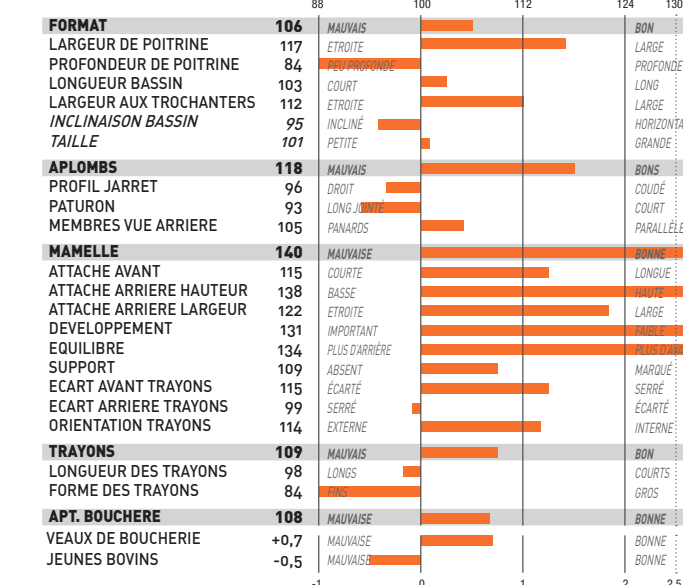 88 100 112 124 130
FORMAT 106 MAUVAIS BON
LARGEUR DE POITRINE 117 ETROITE LARGE
PROFONDEUR DE POITRINE 84 PEU PROFONDE PROFONDE
LONGUEUR BASSIN 103 COURT LONG
LARGEUR AUX TROCHANTERS 112 ETROITE LARGE
INCLINAISON BASSIN 95 INCLINÉ HORIZONTA
TAILLE 101 PETITE GRANDE
APLOMBS 118 MAUVAIS BONS
PROFIL JARRET 96 DROIT COUDÉ
PATURON 93 LONG JOINTÉ COURT
MEMBRES VUE ARRIERE 105 PANARDS PARALLÈLE
MAMELLE 140 MAUVAISE BONNE
ATTACHE AVANT 115 COURTE LONGUE
ATTACHE ARRIERE HAUTEUR 138 BASSE HAUTE
ATTACHE ARRIERE LARGEUR 122 ETROITE LARGE
DEVELOPPEMENT 131 IMPORTANT FAIBLE
EQUILIBRE 134 PLUS D'ARRIÈRE PLUS D'AVA
SUPPORT 109 ABSENT MARQUÉ
ECART AVANT TRAYONS 115 ÉCARTÉ SERRÉ
ECART ARRIERE TRAYONS 99 SERRÉ ÉCARTÉ
ORIENTATION TRAYONS 114 EXTERNE INTERNE
TRAYONS 109 MAUVAIS BON
LONGUEUR DES TRAYONS 98 LONGS COURTS
FORME DES TRAYONS 84 FINS GROS
APT. BOUCHERE 108 MAUVAISE BONNE
VEAUX DE BOUCHERIE +0,7 MAUVAISE BONNE
JEUNES BOVINS -0,5 MAUVAISE BONNE
-1 0 1 2 2,5